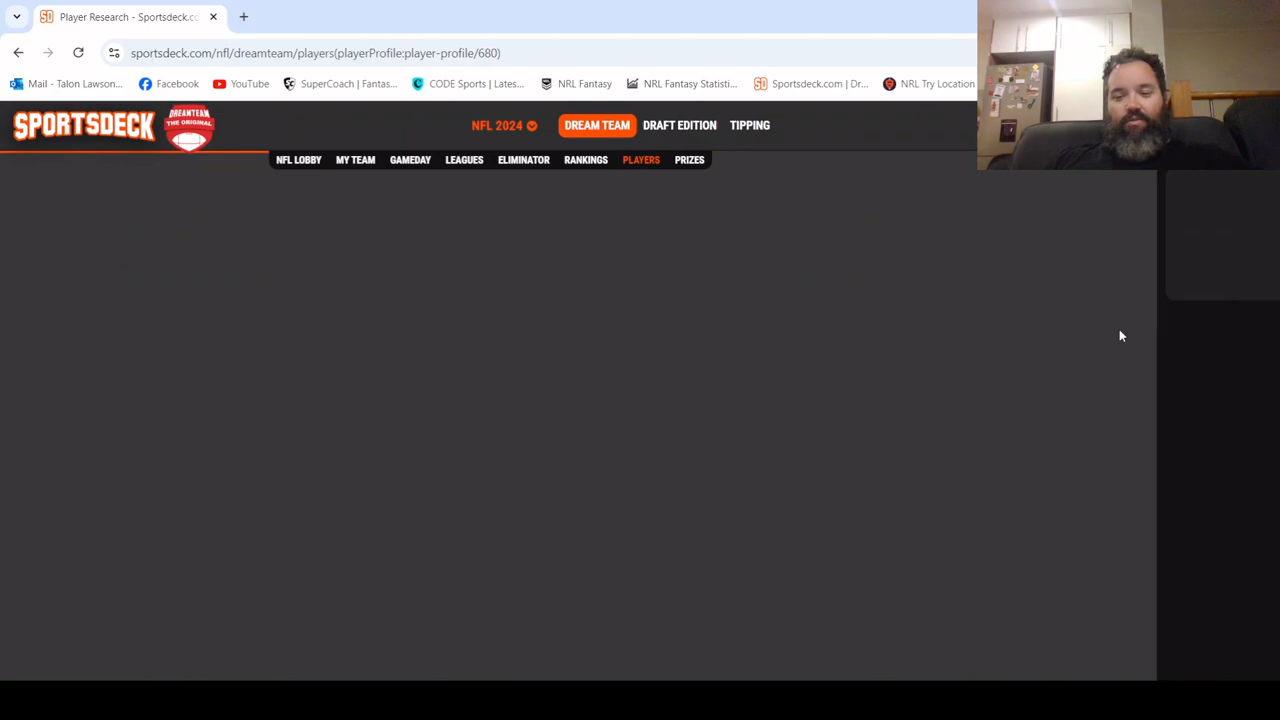 Player Research - Sportsdeck.cc
sportsdeck.com/nfl/dreamteam/players(playerProfile:player-profile/680)
Mail - Talon Lawson... Facebook YouTube SuperCoach | Fantas... CODE Sports | Lates... NRL Fantasy NRL Fantasy Statisti... Sportsdeck.com | Dr... NRL Try Location
SPORTSDECK DREAMTEAM THE ORIGINAL NFL 2024 DREAM TEAM DRAFT EDITION TIPPING
NFL LOBBY MY TEAM GAMEDAY LEAGUES ELIMINATOR RANKINGS PLAYERS PRIZES